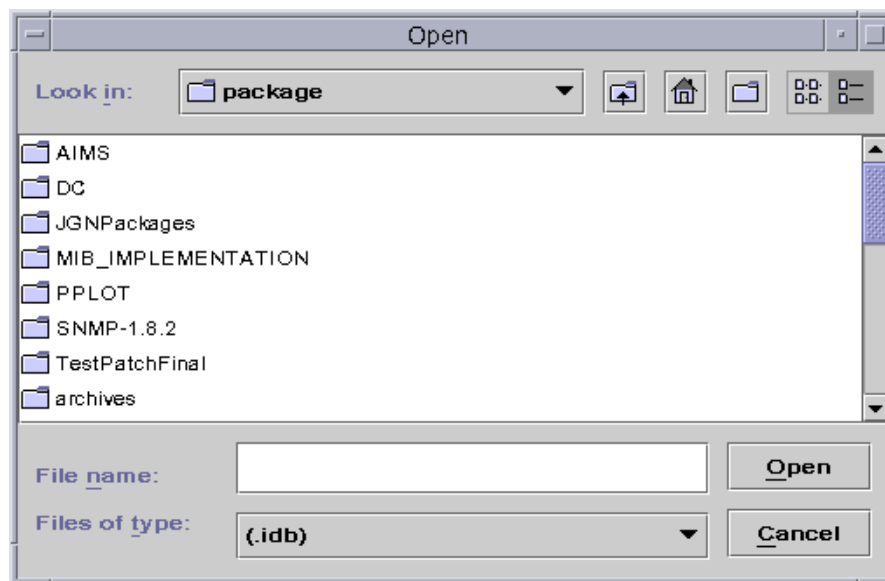 Open
Look in:
package
AIMS
DC
JGNPackages
MIB_IMPLEMENTATION
PPLOT
SNMP-1.8.2
TestPatchFinal
archives
File name:
Open
Files of type:
(.idb)
Cancel